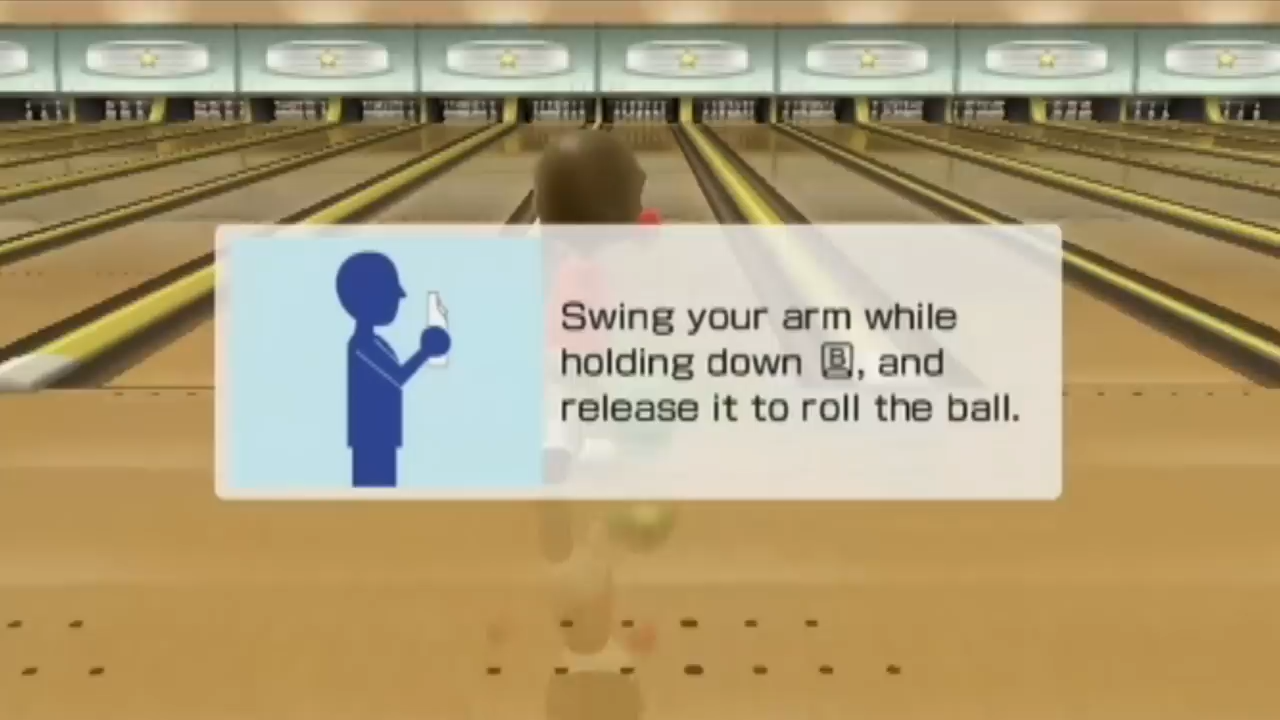 Swing your arm while
holding down B, and
release it to roll the ball.